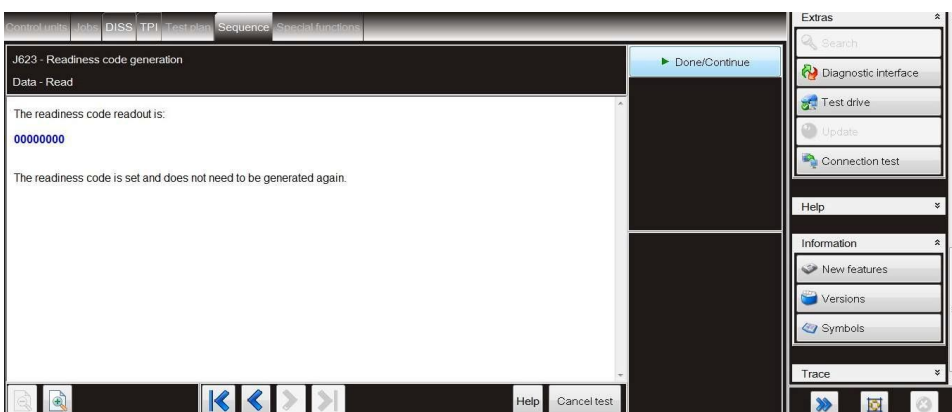 Control units Jobs DISS TPI Test plan Sequence Special functions
J623 - Readiness code generation
Data - Read
The readiness code readout is:
00000000
The readiness code is set and does not need to be generated again.
Done/Continue
Help Cancel test
Extras
Search
Diagnostic interface
Test drive
Update
Connection test
Help
Information
New features
Versions
Symbols
Trace